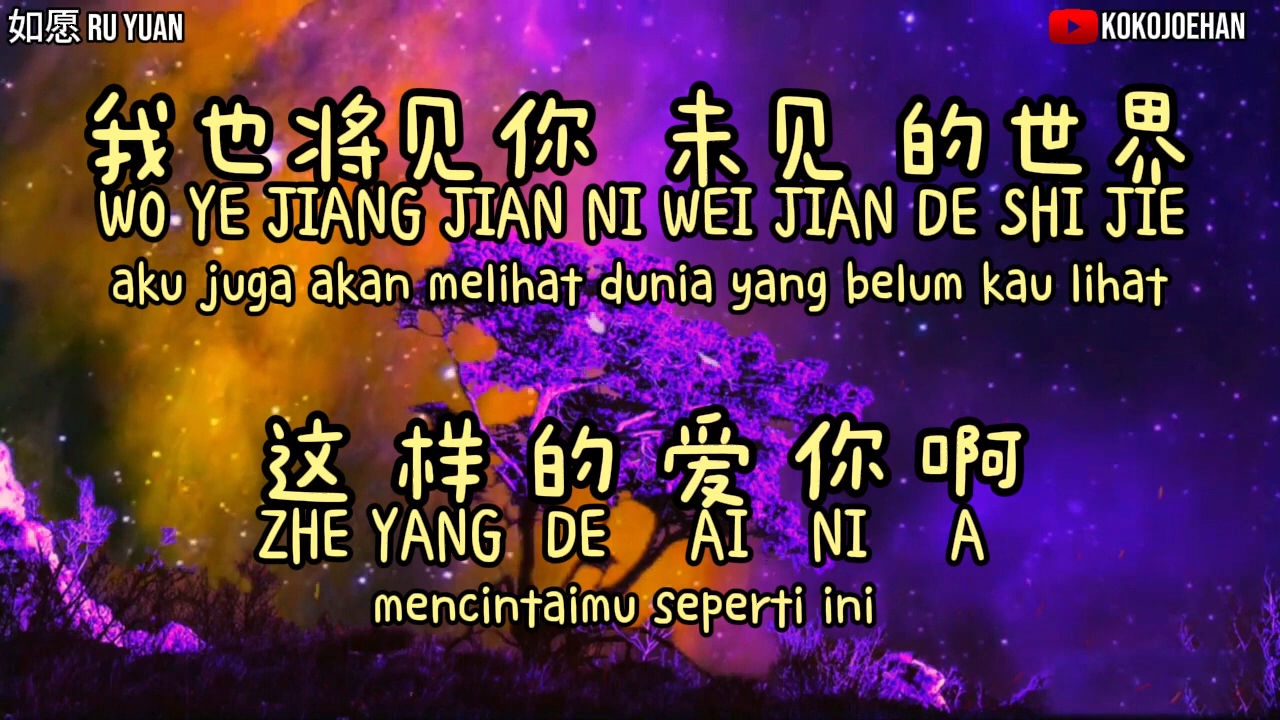 如愿 RU YUAN
KOKOJOEHAN
我也将见你 未见 的世界
WO YE JIANG JIAN NI WEI JIAN DE SHI JIE
aku juga akan melihat dunia yang belum kau lihat
这样的爱你啊
ZHE YANG DE AI NI A
mencintaimu seperti ini